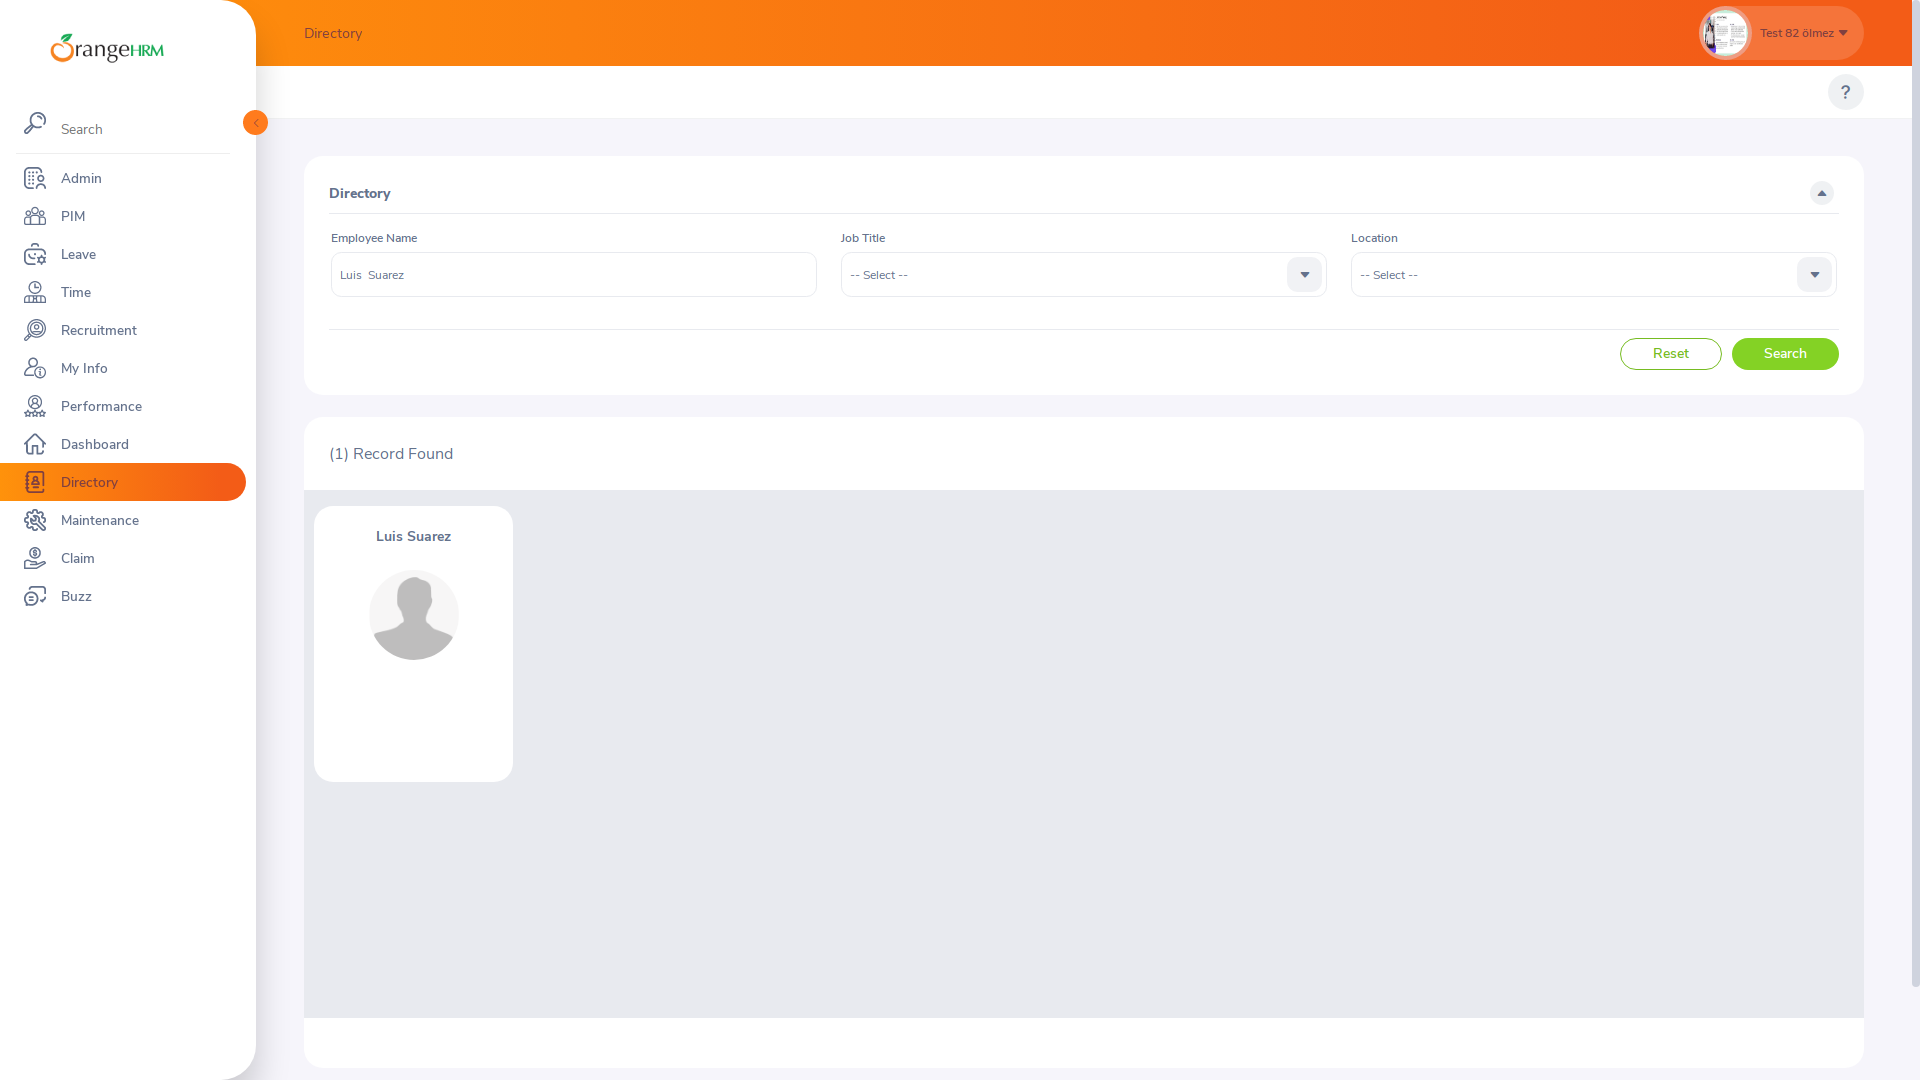 OrangeHRM
Search
Admin
PIM
Leave
Time
Recruitment
My Info
Performance
Dashboard
Directory
Maintenance
Claim
Buzz
Directory
Test 82 ölmez
?
Directory
Employee Name
Job Title
Location
Luis  Suarez
-- Select --
-- Select --
Reset
Search
(1) Record Found
Luis Suarez